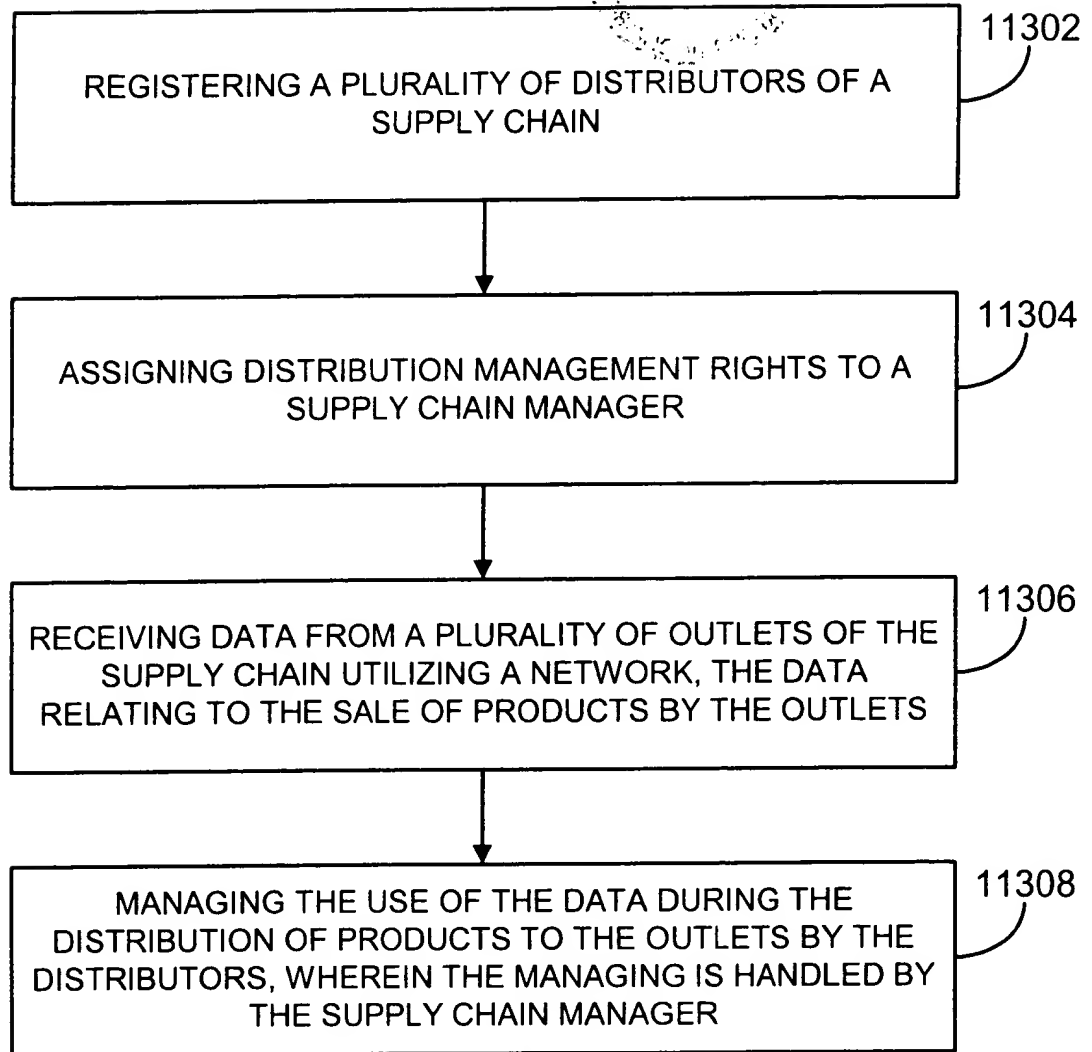 11302
REGISTERING A PLURALITY OF DISTRIBUTORS OF A
SUPPLY CHAIN
11304
ASSIGNING DISTRIBUTION MANAGEMENT RIGHTS TO A
SUPPLY CHAIN MANAGER
11306
RECEIVING DATA FROM A PLURALITY OF OUTLETS OF THE
SUPPLY CHAIN UTILIZING A NETWORK, THE DATA
RELATING TO THE SALE OF PRODUCTS BY THE OUTLETS
11308
MANAGING THE USE OF THE DATA DURING THE
DISTRIBUTION OF PRODUCTS TO THE OUTLETS BY THE
DISTRIBUTORS, WHEREIN THE MANAGING IS HANDLED BY
THE SUPPLY CHAIN MANAGER